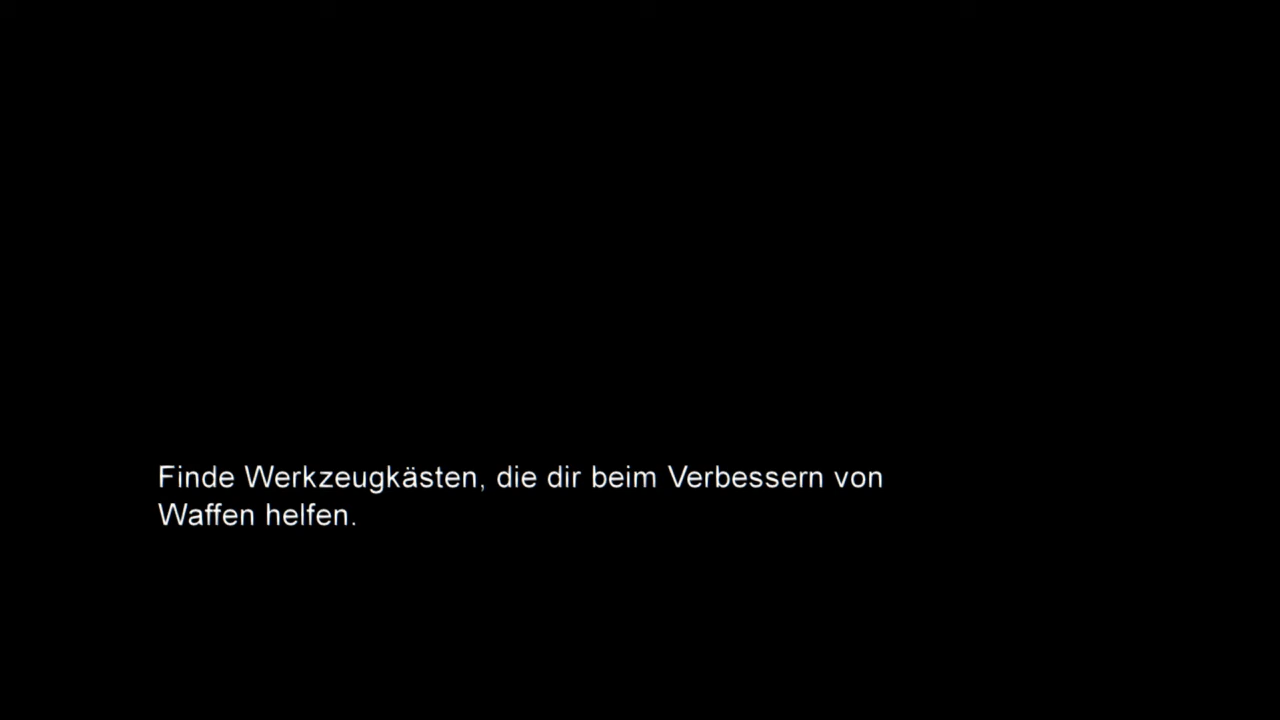 Finde Werkzeugkästen, die dir beim Verbessern von
Waffen helfen.